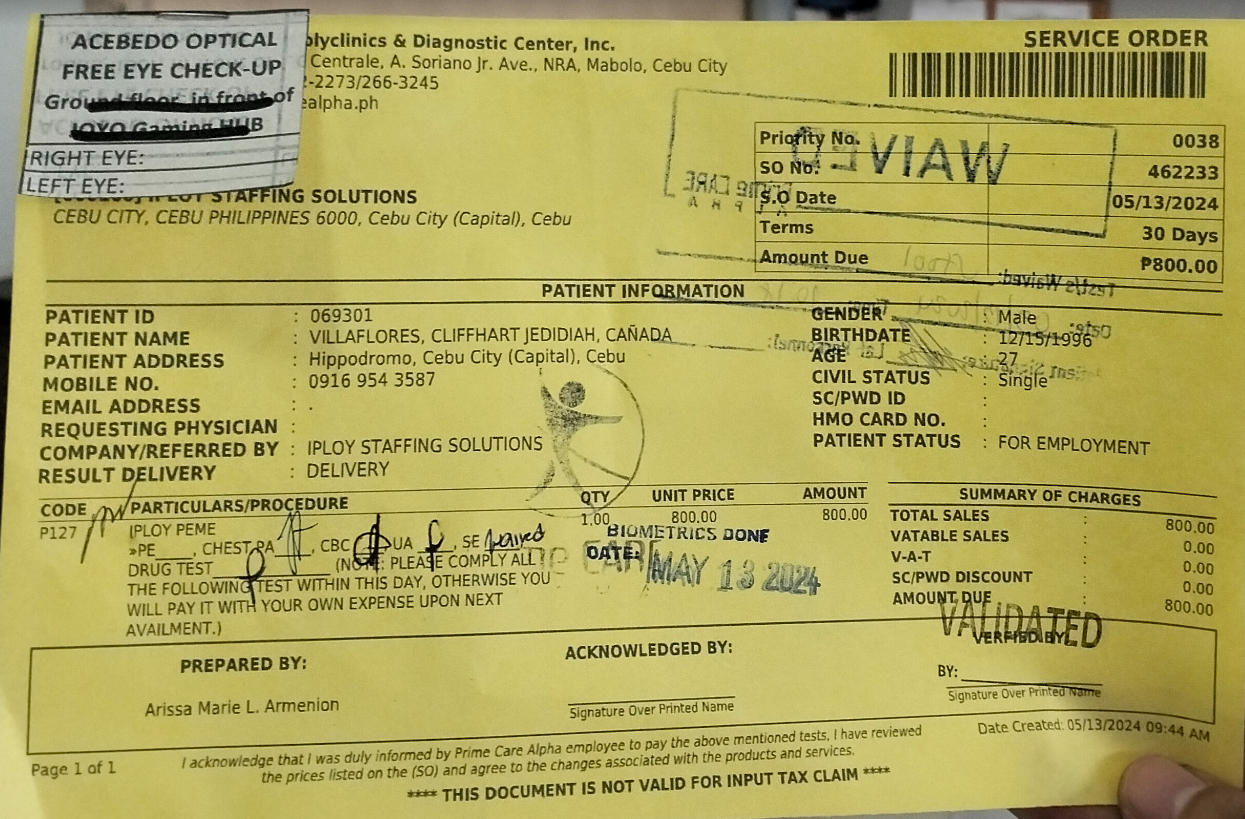 ACEBEDO OPTICAL
FREE EYE CHECK-UP
Ground floor, in front of
JOYO Gaming HUB
RIGHT EYE:
LEFT EYE:
olyclinics & Diagnostic Center, Inc.
Centrale, A. Soriano Jr. Ave., NRA, Mabolo, Cebu City
-2273/266-3245
ealpha.ph
SERVICE ORDER
WAIVED
PRIME CARE
ALPHA
Priority No. 0038
SO No. 462233
S.O Date 05/13/2024
Terms 30 Days
Amount Due ₱800.00
IPLOY STAFFING SOLUTIONS
CEBU CITY, CEBU PHILIPPINES 6000, Cebu City (Capital), Cebu
Test/s Waived: Stool
Date:
PATIENT INFORMATION
PATIENT ID : 069301
PATIENT NAME : VILLAFLORES, CLIFFHART JEDIDIAH, CAÑADA
PATIENT ADDRESS : Hippodromo, Cebu City (Capital), Cebu
MOBILE NO. : 0916 954 3587
EMAIL ADDRESS : .
REQUESTING PHYSICIAN :
COMPANY/REFERRED BY : IPLOY STAFFING SOLUTIONS
RESULT DELIVERY : DELIVERY
GENDER : Male
BIRTHDATE : 12/15/1996
AGE : 27
CIVIL STATUS : Single
SC/PWD ID :
HMO CARD NO. :
PATIENT STATUS : FOR EMPLOYMENT
CODE PARTICULARS/PROCEDURE QTY UNIT PRICE AMOUNT
P127 IPLOY PEME 1.00 800.00 800.00
»PE____, CHEST PA____, CBC____, UA____, SE waived
DRUG TEST________(NOTE: PLEASE COMPLY ALL
THE FOLLOWING TEST WITHIN THIS DAY, OTHERWISE YOU
WILL PAY IT WITH YOUR OWN EXPENSE UPON NEXT
AVAILMENT.)
BIOMETRICS DONE
DATE: MAY 13 2024
SUMMARY OF CHARGES
TOTAL SALES : 800.00
VATABLE SALES : 0.00
V-A-T : 0.00
SC/PWD DISCOUNT : 0.00
AMOUNT DUE : 800.00
VALIDATED
PREPARED BY:
Arissa Marie L. Armenion
ACKNOWLEDGED BY:
Signature Over Printed Name
VERFIED BY:
BY:
Signature Over Printed Name
Page 1 of 1
I acknowledge that I was duly informed by Prime Care Alpha employee to pay the above mentioned tests, I have reviewed
the prices listed on the (SO) and agree to the changes associated with the products and services.
**** THIS DOCUMENT IS NOT VALID FOR INPUT TAX CLAIM ****
Date Created: 05/13/2024 09:44 AM